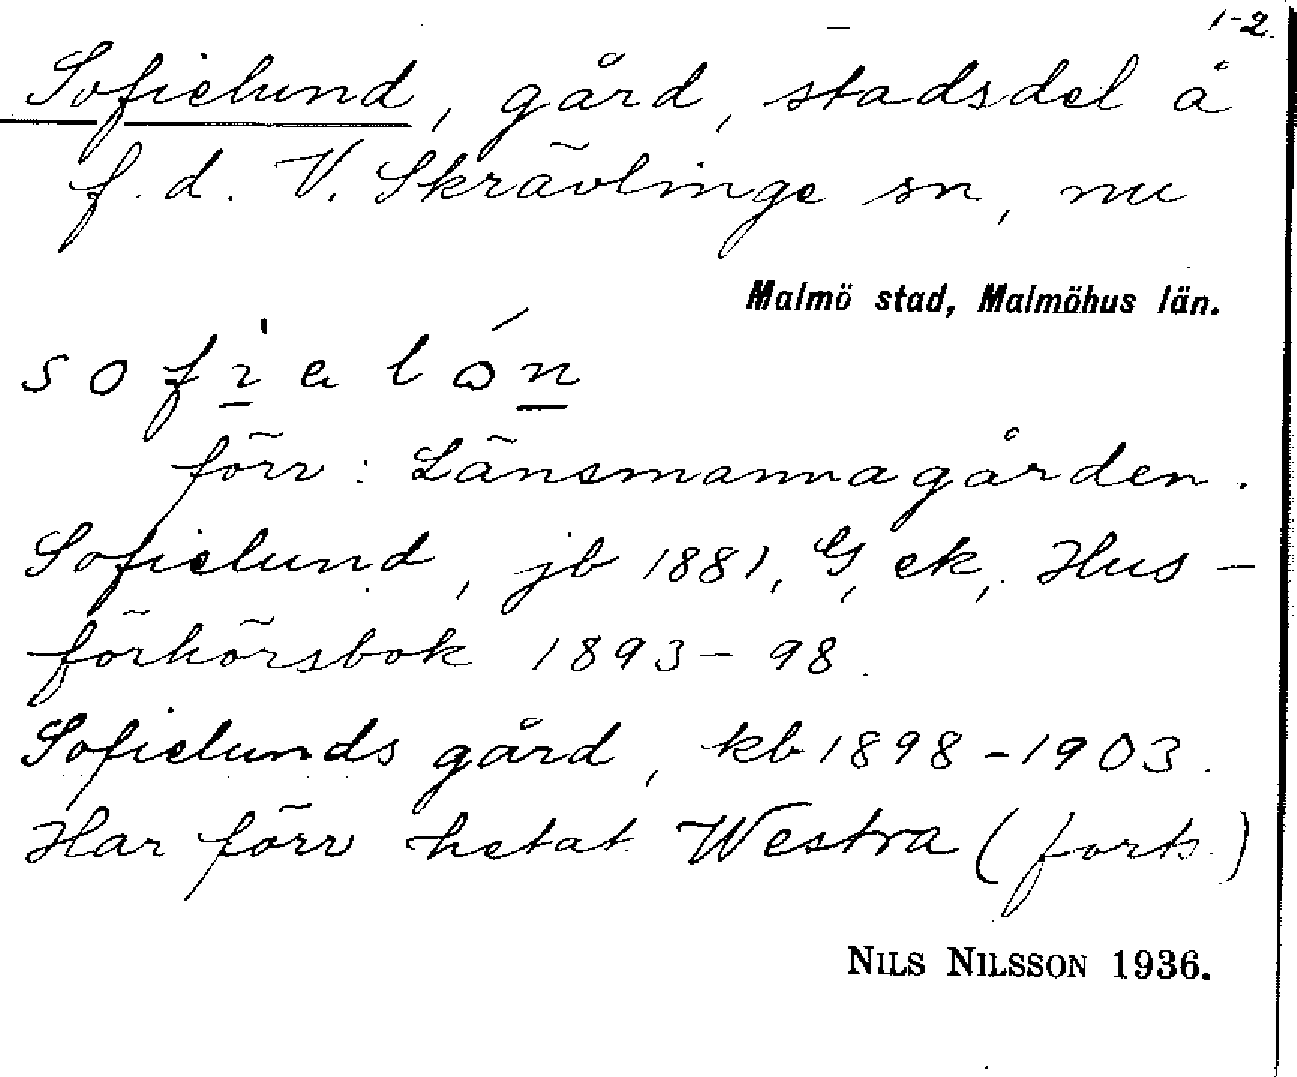 1-2.
Sofielund, gård, stadsdel å
f.d. V. Skrävlinge sn, nu
Malmö stad, Malmöhus län.
sofialón
förr: Länsmannagården.
Sofielund, jb 1881, G, ek, Hus-
förhörsbok 1893-98.
Sofielunds gård, kb 1898-1903.
Har förr hetat Westra (forts.)
NILS NILSSON 1936.